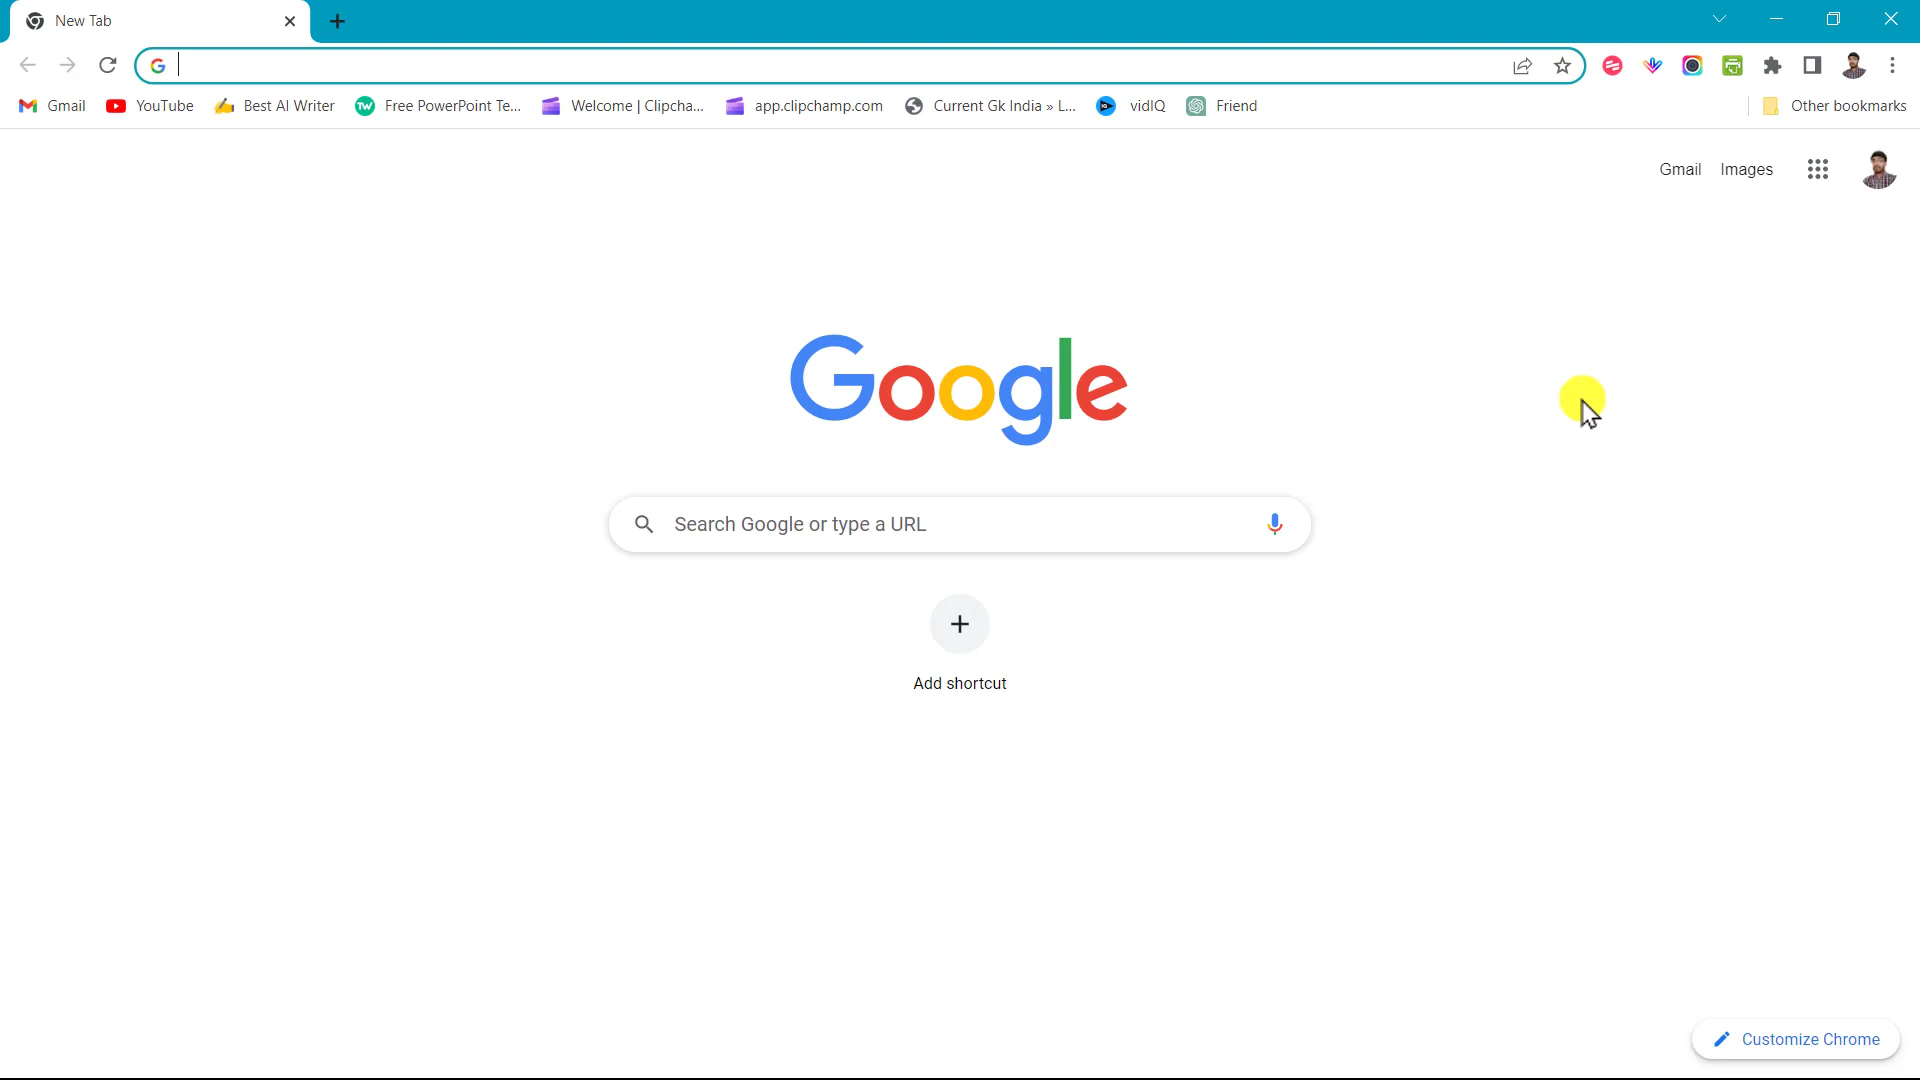 New Tab
Gmail YouTube Best AI Writer Free PowerPoint Te... Welcome | Clipcha... app.clipchamp.com Current Gk India » L... vidIQ Friend Other bookmarks
Gmail Images
Google
Search Google or type a URL
Add shortcut
Customize Chrome